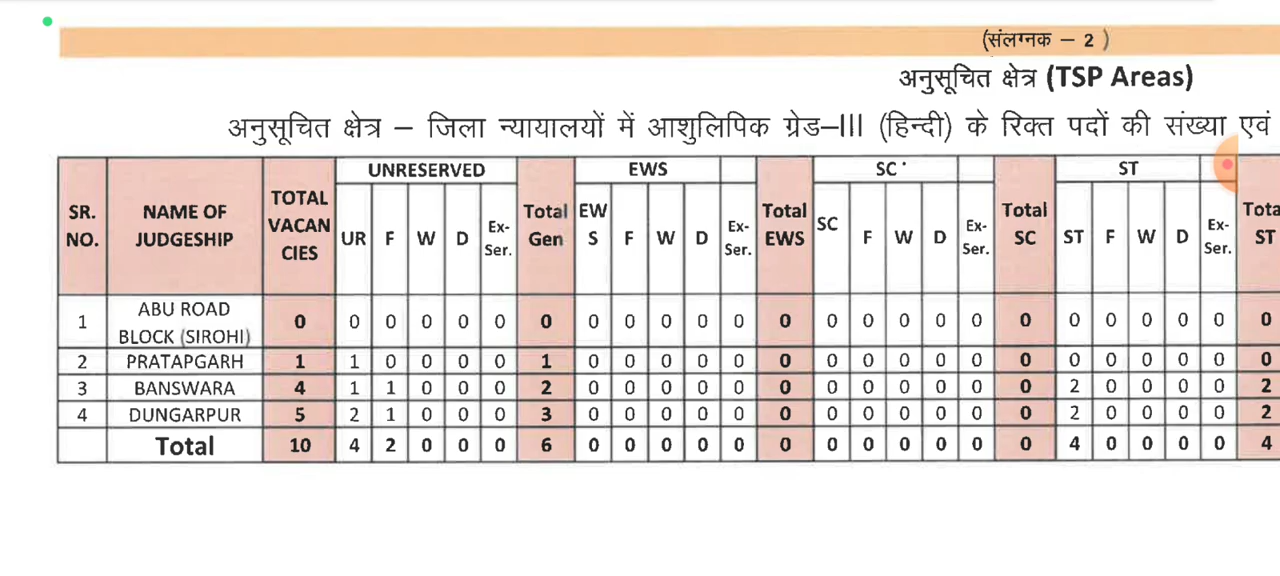 (संलग्नक – 2 )
अनुसूचित क्षेत्र (TSP Areas)
अनुसूचित क्षेत्र – जिला न्यायालयों में आशुलिपिक ग्रेड–III (हिन्दी) के रिक्त पदों की संख्या एवं
SR. NO. NAME OF JUDGESHIP TOTAL VACAN CIES UNRESERVED Total Gen EWS Total EWS SC Total SC ST Tota ST
UR F W D Ex-Ser. EW S F W D Ex-Ser. SC F W D Ex-Ser. ST F W D Ex-Ser.
1 ABU ROAD BLOCK (SIROHI) 0 0 0 0 0 0 0 0 0 0 0 0 0 0 0 0 0 0 0 0 0 0 0 0 0
2 PRATAPGARH 1 1 0 0 0 0 1 0 0 0 0 0 0 0 0 0 0 0 0 0 0 0 0 0 0
3 BANSWARA 4 1 1 0 0 0 2 0 0 0 0 0 0 0 0 0 0 0 0 2 0 0 0 0 2
4 DUNGARPUR 5 2 1 0 0 0 3 0 0 0 0 0 0 0 0 0 0 0 0 2 0 0 0 0 2
Total 10 4 2 0 0 0 6 0 0 0 0 0 0 0 0 0 0 0 0 4 0 0 0 0 4